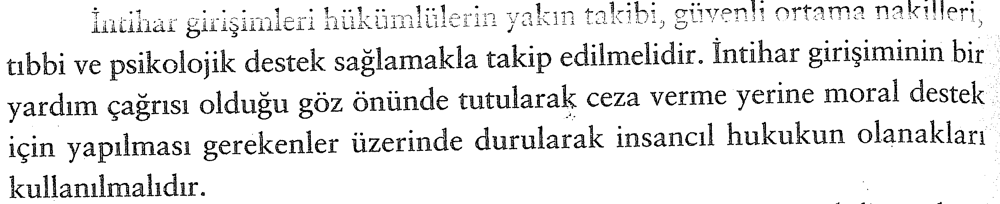 İntihar girişimleri hükümlülerin yakın takibi, güvenli ortama nakilleri,
tıbbi ve psikolojik destek sağlamakla takip edilmelidir. İntihar girişiminin bir
yardım çağrısı olduğu göz önünde tutularak ceza verme yerine moral destek
için yapılması gerekenler üzerinde durularak insancıl hukukun olanakları
kullanılmalıdır.